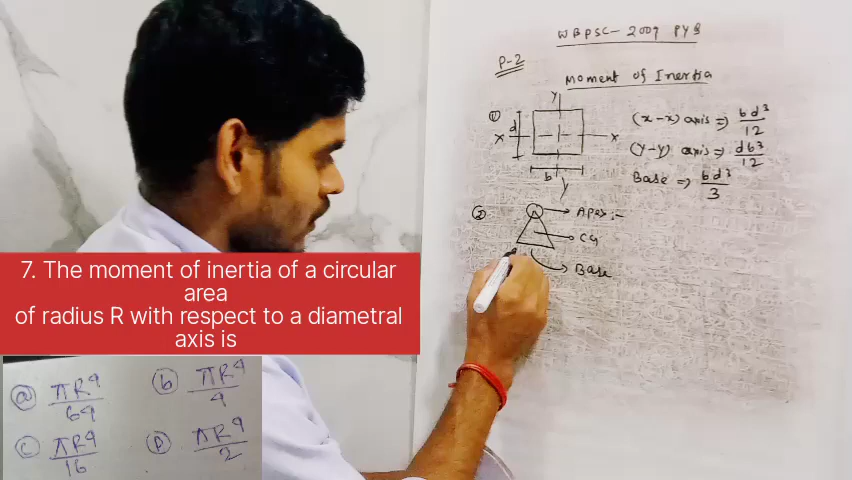 WBPSC - 2007 PYQ
P-2
Moment of Inertia
①
y
x
d
x
b
y
(x-x) axis => bd³/12
(y-y) axis => db³/12
Base => bd³/3
②
Apex :-
CG
Base
7. The moment of inertia of a circular
area
of radius R with respect to a diametral
axis is
ⓐ πR⁴/64
ⓑ πR⁴/4
ⓒ πR⁴/16
ⓓ πR⁴/2